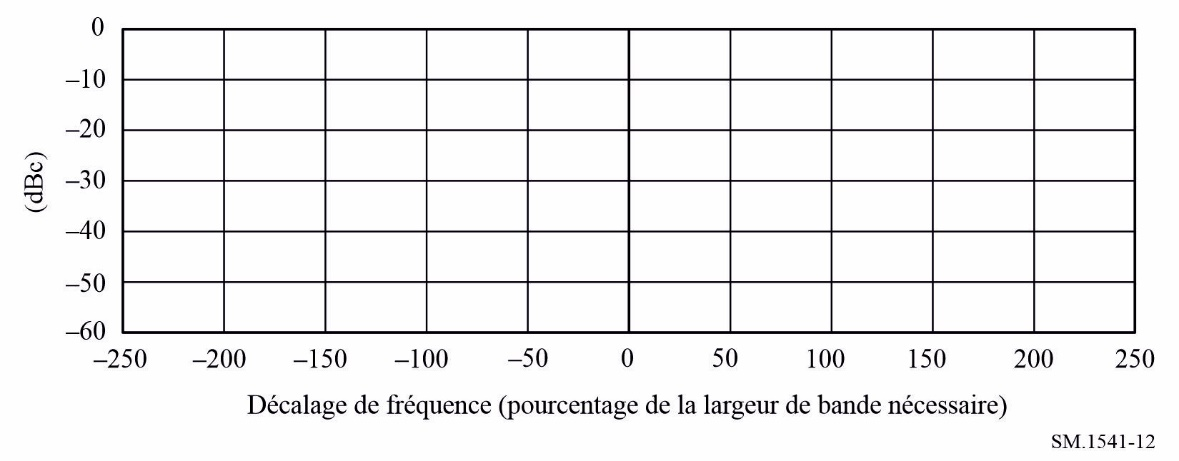 0
–10
–20
–30
–40
–50
–60
(dBc)
–250 –200 –150 –100 –50 0 50 100 150 200 250
Décalage de fréquence (pourcentage de la largeur de bande nécessaire)
SM.1541-12